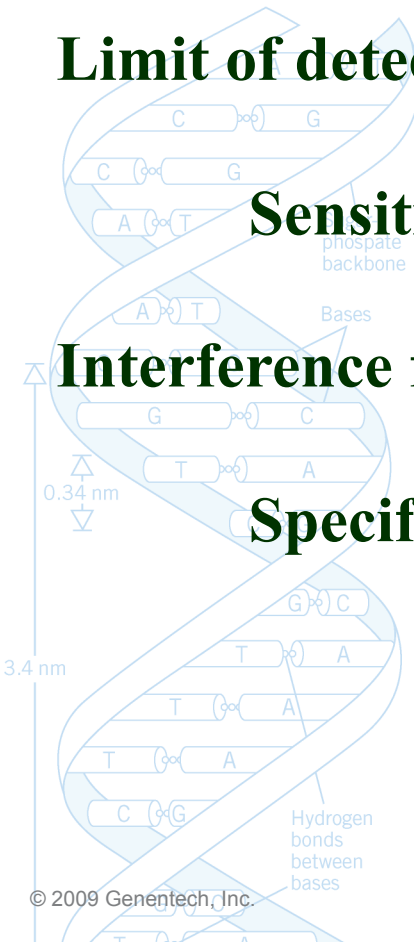 Limit of dete
C G
C G
A T
Sensit
phospate
backbone
A T
Bases
Interference
G C
T A
0.34 nm
Specif
G C
T A
3.4 nm
T A
T A
C G
Hydrogen
bonds
between
bases
© 2009 Genentech, Inc.
T A